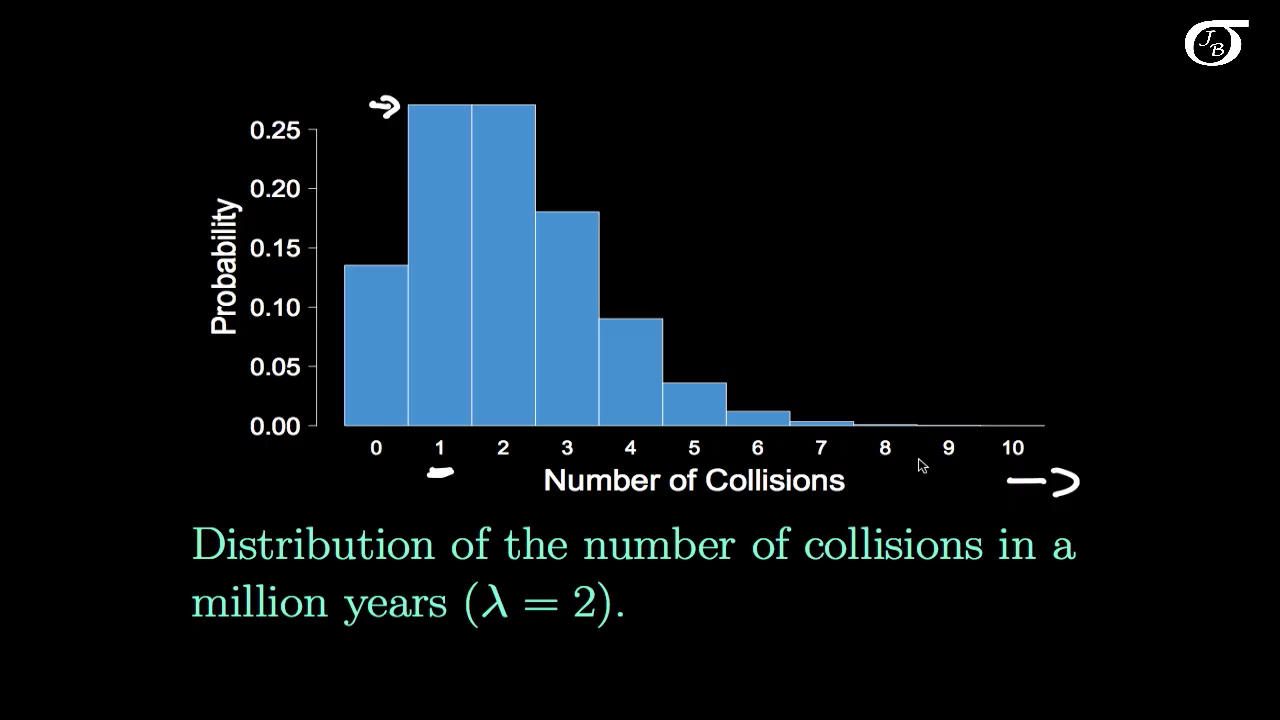 JB
0.25
0.20
0.15
0.10
0.05
0.00
Probability
0 1 2 3 4 5 6 7 8 9 10
Number of Collisions
Distribution of the number of collisions in a
million years (λ = 2).